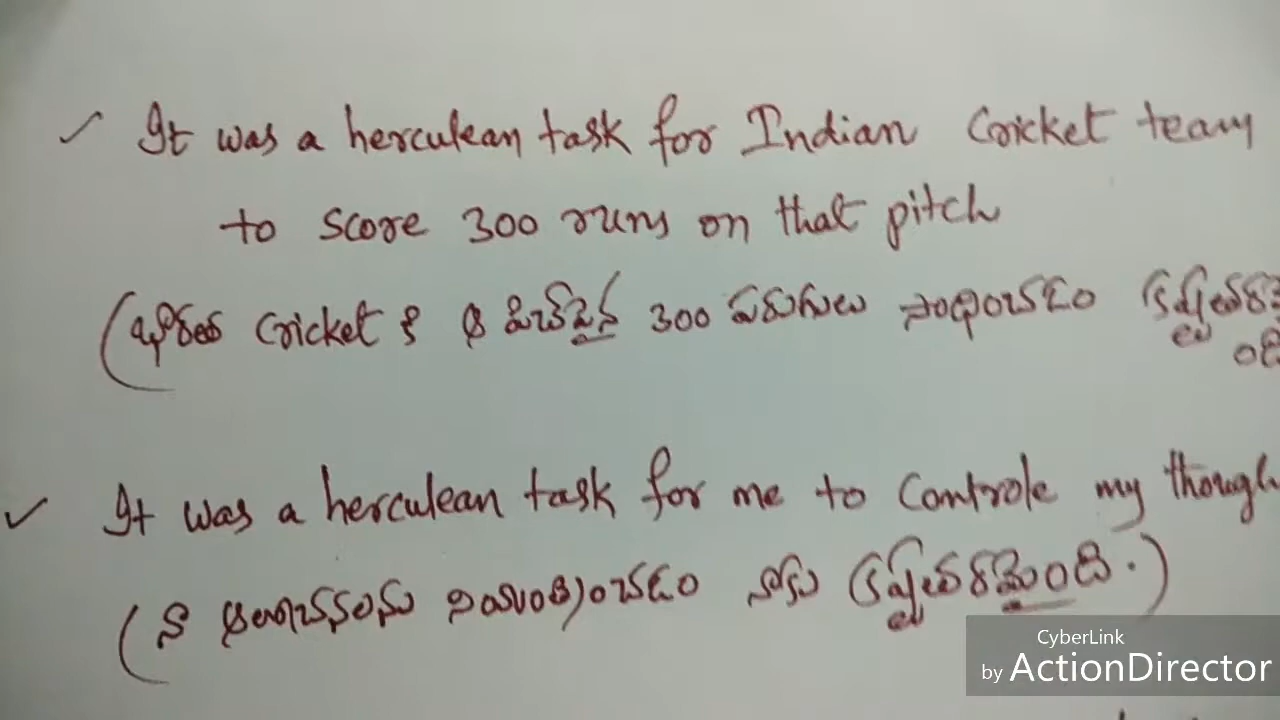 ✓ It was a herculean task for Indian Cricket team
to score 300 runs on that pitch
(భారత cricket కి ఆ పిచ్‌పైన 300 పరుగులు సాధించడం
✓ It was a herculean task for me to Controle my though
(నా ఆలోచనలను నియంత్రించడం నాకు క్లిష్టతరమైంది.)
CyberLink
by ActionDirector